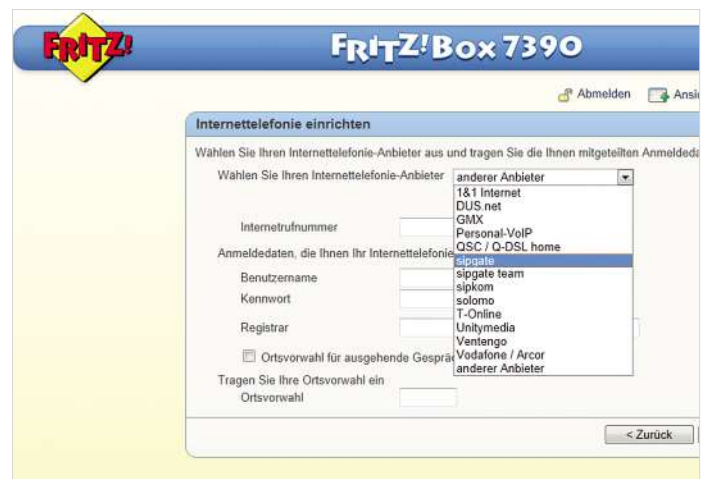 FRITZ!
FRITZ!Box 7390
Abmelden Ansi
Internettelefonie einrichten
Wählen Sie Ihren Internettelefonie-Anbieter aus und tragen Sie die Ihnen mitgeteilten Anmeldeda
Wählen Sie Ihren Internettelefonie-Anbieter anderer Anbieter
1&1 Internet
DUS.net
GMX
Internetrufnummer
Personal-VoIP
QSC / Q-DSL home
Anmeldedaten, die Ihnen Ihr Internettelefonie
sipgate
sipgate team
Benutzername
sipkom
Kennwort
solomo
T-Online
Registrar
Unitymedia
Ventengo
Ortsvorwahl für ausgehende Gesprä
Vodafone / Arcor
anderer Anbieter
Tragen Sie Ihre Ortsvorwahl ein
Ortsvorwahl
< Zurück